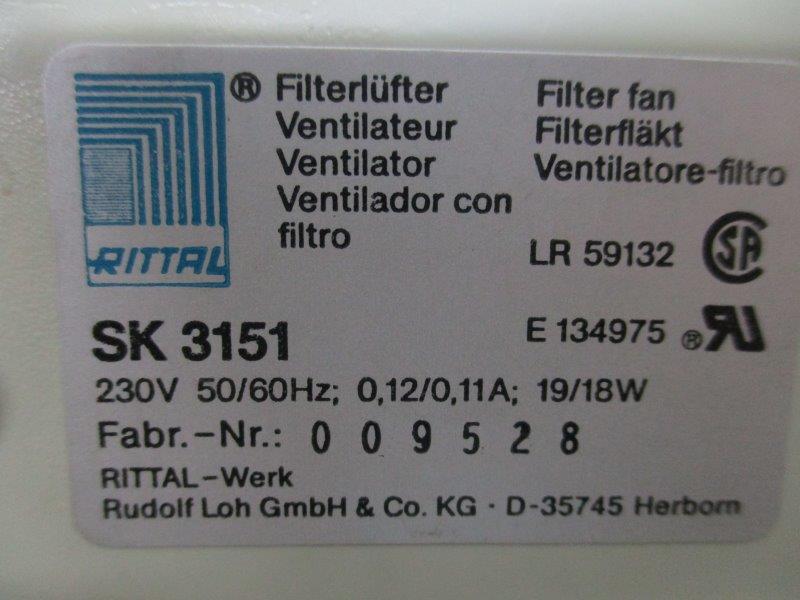 RITTAL
® Filterlüfter
Ventilateur
Ventilator
Ventilador con
filtro
Filter fan
Filterfläkt
Ventilatore-filtro
LR 59132 SA
E 134975 ® RU
SK 3151
230V 50/60Hz; 0,12/0,11A; 19/18W
Fabr.-Nr.: 009528
RITTAL-Werk
Rudolf Loh GmbH & Co. KG · D-35745 Herborn